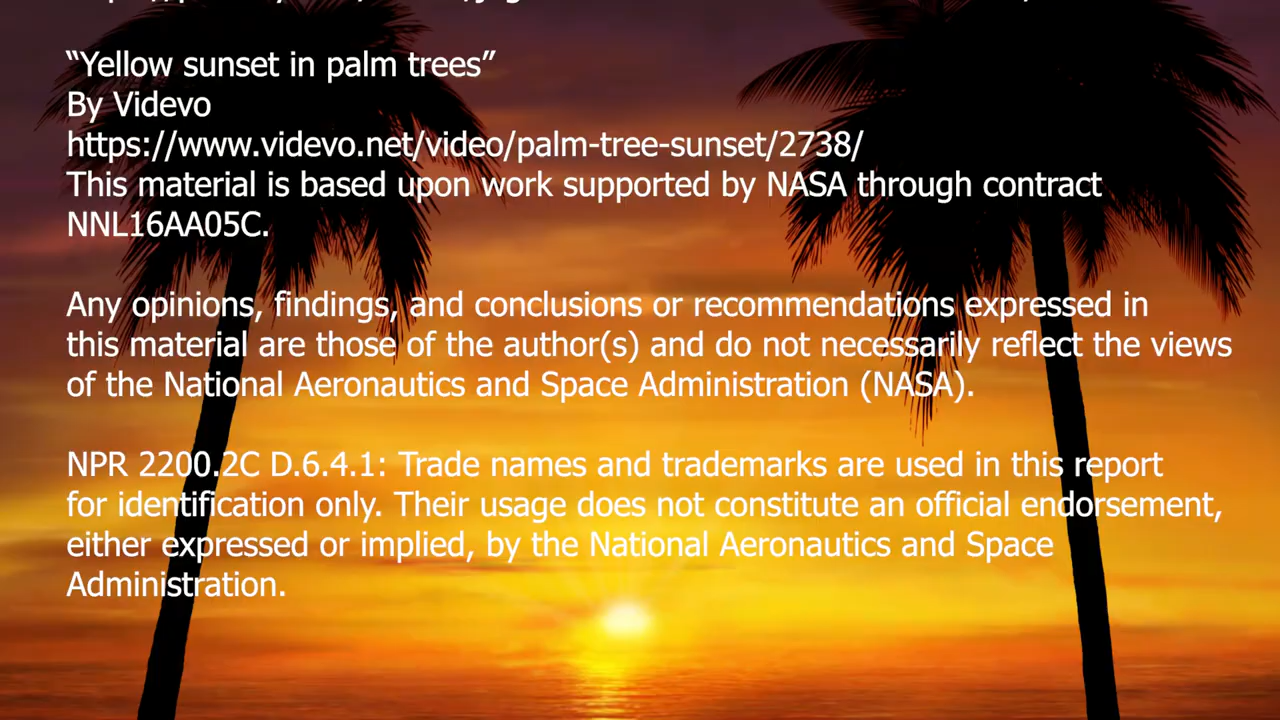 “Yellow sunset in palm trees”
By Videvo
https://www.videvo.net/video/palm-tree-sunset/2738/
This material is based upon work supported by NASA through contract
NNL16AA05C.
Any opinions, findings, and conclusions or recommendations expressed in
this material are those of the author(s) and do not necessarily reflect the views
of the National Aeronautics and Space Administration (NASA).
NPR 2200.2C D.6.4.1: Trade names and trademarks are used in this report
for identification only. Their usage does not constitute an official endorsement,
either expressed or implied, by the National Aeronautics and Space
Administration.